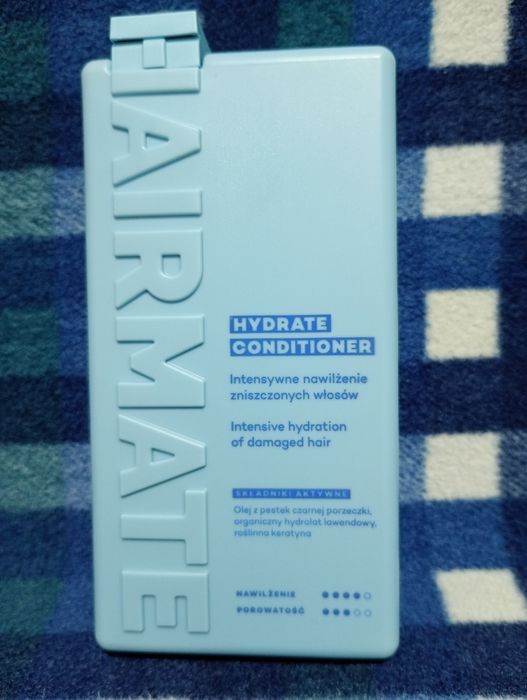 HAIRMATE
HYDRATE
CONDITIONER
Intensywne nawilżenie
zniszczonych włosów
Intensive hydration
of damaged hair
SKŁADNIKI AKTYWNE
Olej z pestek czarnej porzeczki,
organiczny hydrolat lawendowy,
roślinna keratyna
NAWILŻENIE
POROWATOŚĆ